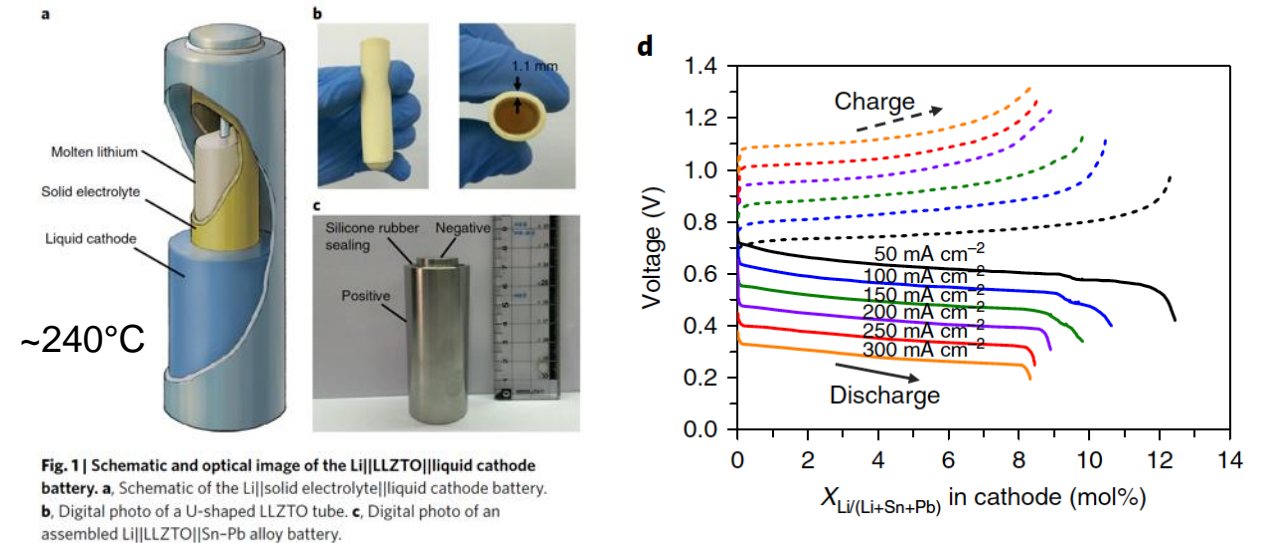 a
Molten lithium
Solid electrolyte
Liquid cathode
~240°C
b
1.1 mm
c
Silicone rubber
sealing
Negative
Positive
Fig. 1 | Schematic and optical image of the Li||LLZTO||liquid cathode
battery. a, Schematic of the Li||solid electrolyte||liquid cathode battery.
b, Digital photo of a U-shaped LLZTO tube. c, Digital photo of an
assembled Li||LLZTO||Sn–Pb alloy battery.
d
Voltage (V)
1.4
1.2
1.0
0.8
0.6
0.4
0.2
0.0
Charge
50 mA cm⁻²
100 mA cm⁻²
150 mA cm⁻²
200 mA cm⁻²
250 mA cm⁻²
300 mA cm⁻²
Discharge
0 2 4 6 8 10 12 14
X Li/(Li+Sn+Pb) in cathode (mol%)